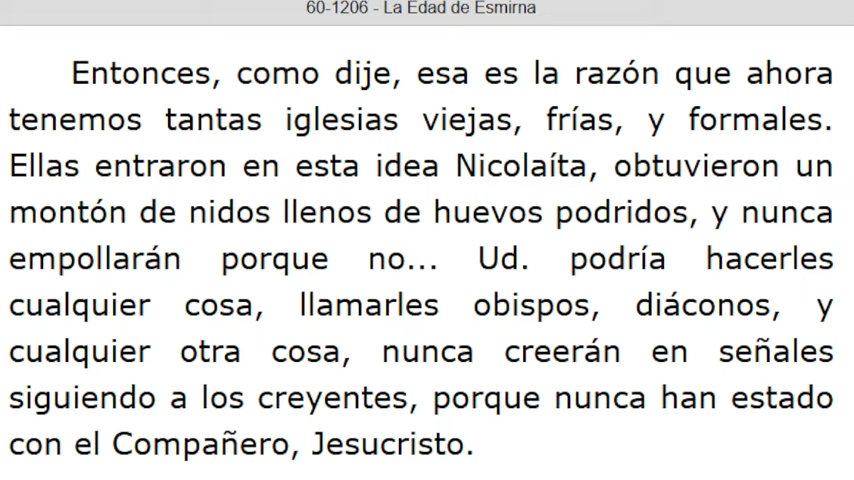 60-1206 - La Edad de Esmirna
Entonces, como dije, esa es la razón que ahora
tenemos tantas iglesias viejas, frías, y formales.
Ellas entraron en esta idea Nicolaíta, obtuvieron un
montón de nidos llenos de huevos podridos, y nunca
empollarán porque no... Ud. podría hacerles
cualquier cosa, llamarles obispos, diáconos, y
cualquier otra cosa, nunca creerán en señales
siguiendo a los creyentes, porque nunca han estado
con el Compañero, Jesucristo.